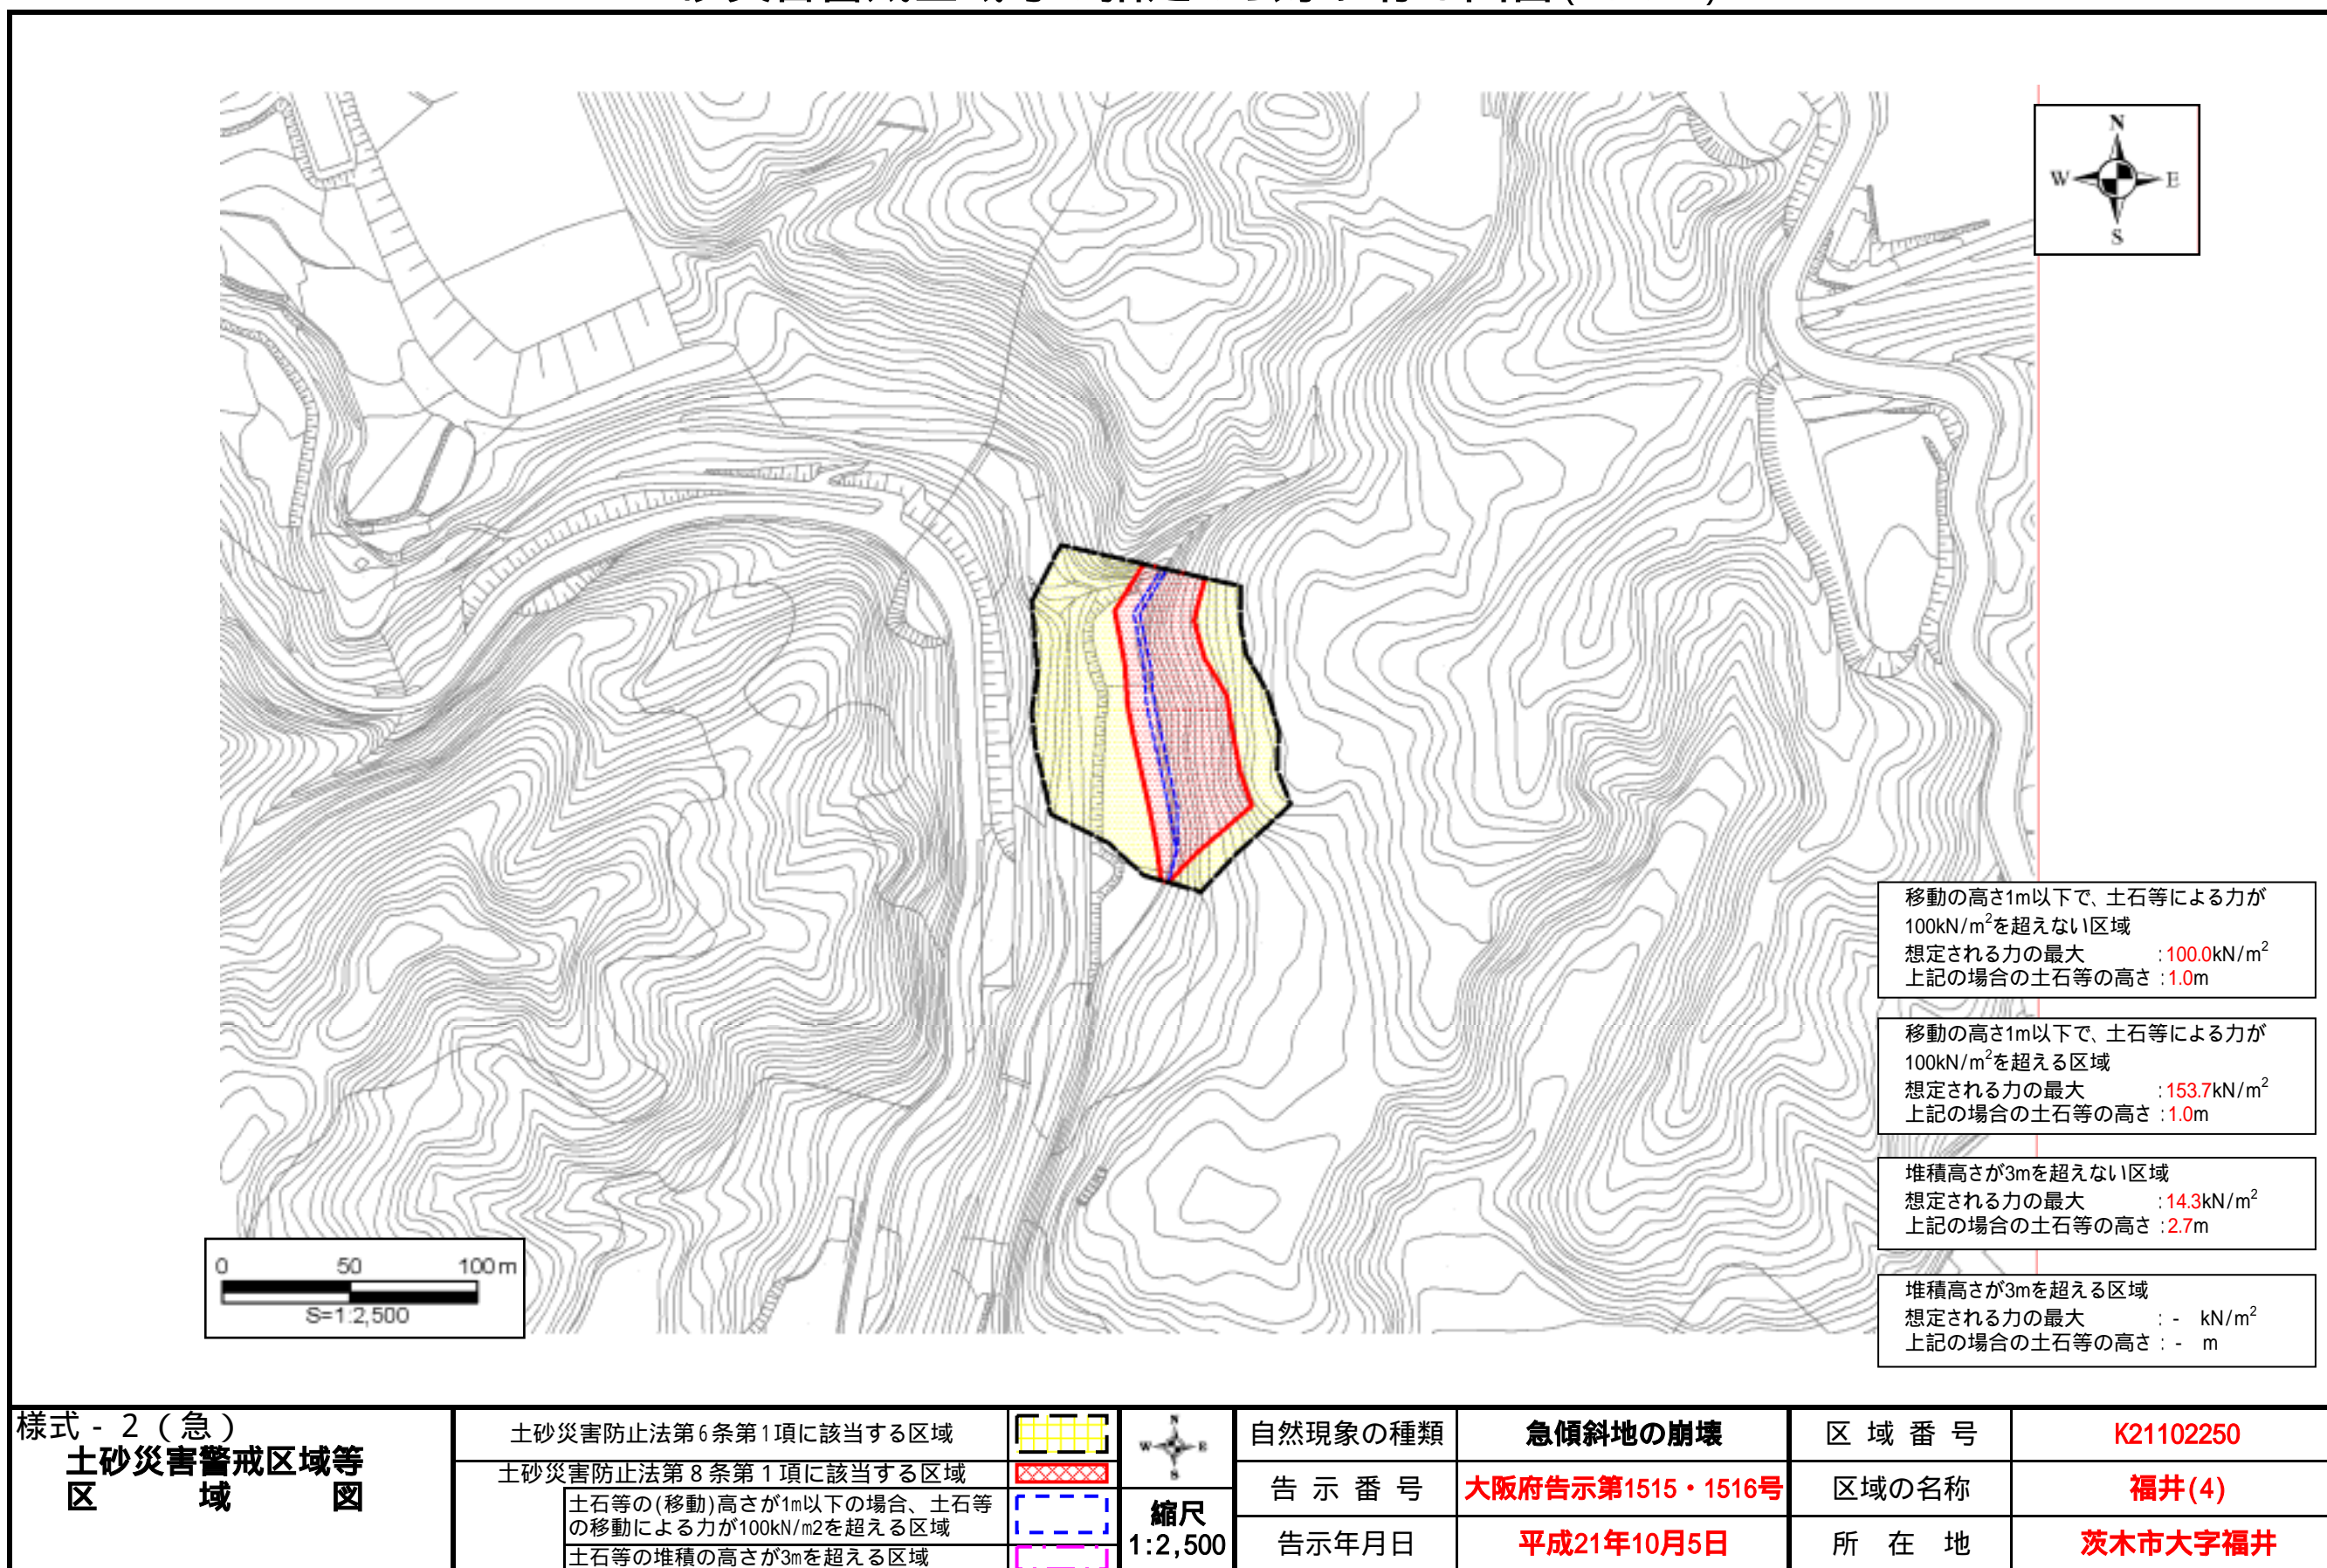 N
W E
S
移動の高さ1m以下で、土石等による力が
100kN/m²を超えない区域
想定される力の最大 :100.0kN/m²
上記の場合の土石等の高さ:1.0m
移動の高さ1m以下で、土石等による力が
100kN/m²を超える区域
想定される力の最大 :153.7kN/m²
上記の場合の土石等の高さ:1.0m
堆積高さが3mを超えない区域
想定される力の最大 :14.3kN/m²
上記の場合の土石等の高さ:2.7m
堆積高さが3mを超える区域
想定される力の最大 : - kN/m²
上記の場合の土石等の高さ: - m
0 50 100m
S=1:2,500
様式-2(急)
土砂災害警戒区域等
区域図
土砂災害防止法第6条第1項に該当する区域
土砂災害防止法第8条第1項に該当する区域
土石等の(移動)高さが1m以下の場合、土石等
の移動による力が100kN/m2を超える区域
土石等の堆積の高さが3mを超える区域
N
W E
S
縮尺
1:2,500
自然現象の種類 急傾斜地の崩壊 区域番号 K21102250
告示番号 大阪府告示第1515・1516号 区域の名称 福井(4)
告示年月日 平成21年10月5日 所在地 茨木市大字福井